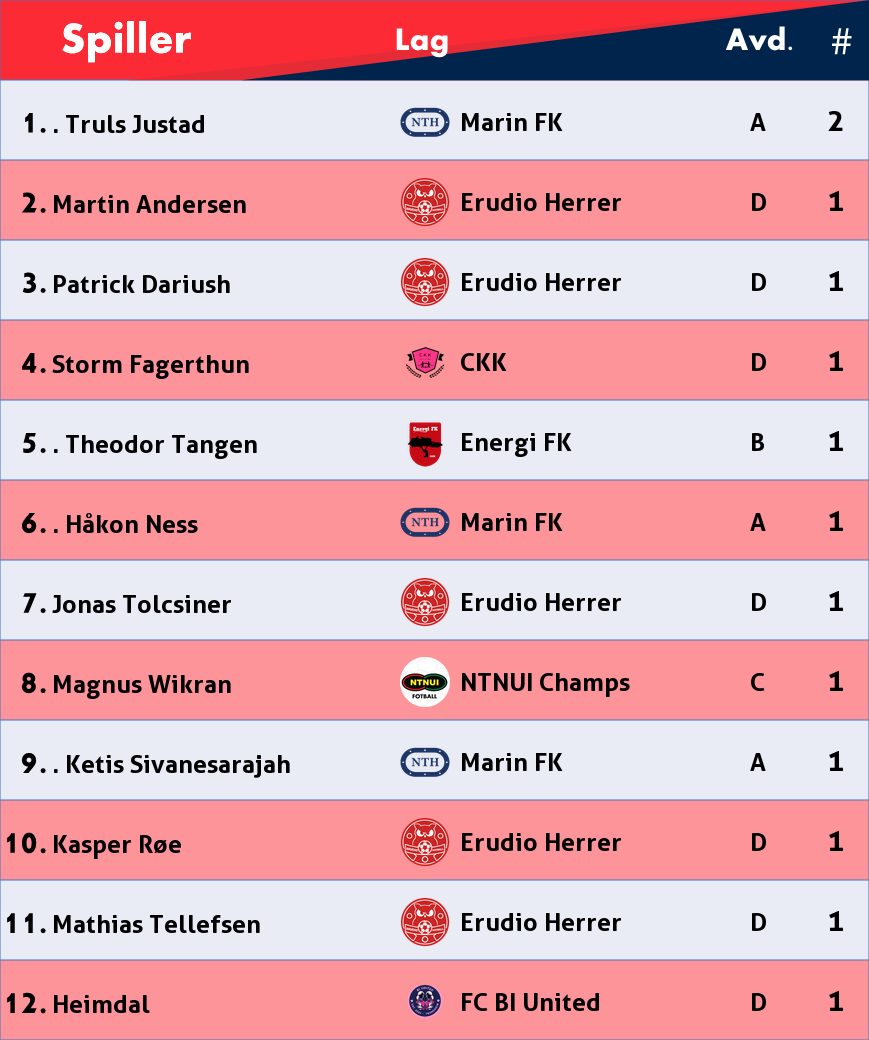 Spiller Lag Avd. #
1. . Truls Justad NTH Marin FK A 2
2. Martin Andersen Erudio Herrer D 1
3. Patrick Dariush Erudio Herrer D 1
4. Storm Fagerthun CKK CKK D 1
5. . Theodor Tangen Energi FK Energi FK B 1
6. . Håkon Ness NTH Marin FK A 1
7. Jonas Tolcsiner Erudio Herrer D 1
8. Magnus Wikran NTNUI FOTBALL NTNUI Champs C 1
9. . Ketis Sivanesarajah NTH Marin FK A 1
10. Kasper Røe Erudio Herrer D 1
11. Mathias Tellefsen Erudio Herrer D 1
12. Heimdal FC BI United D 1